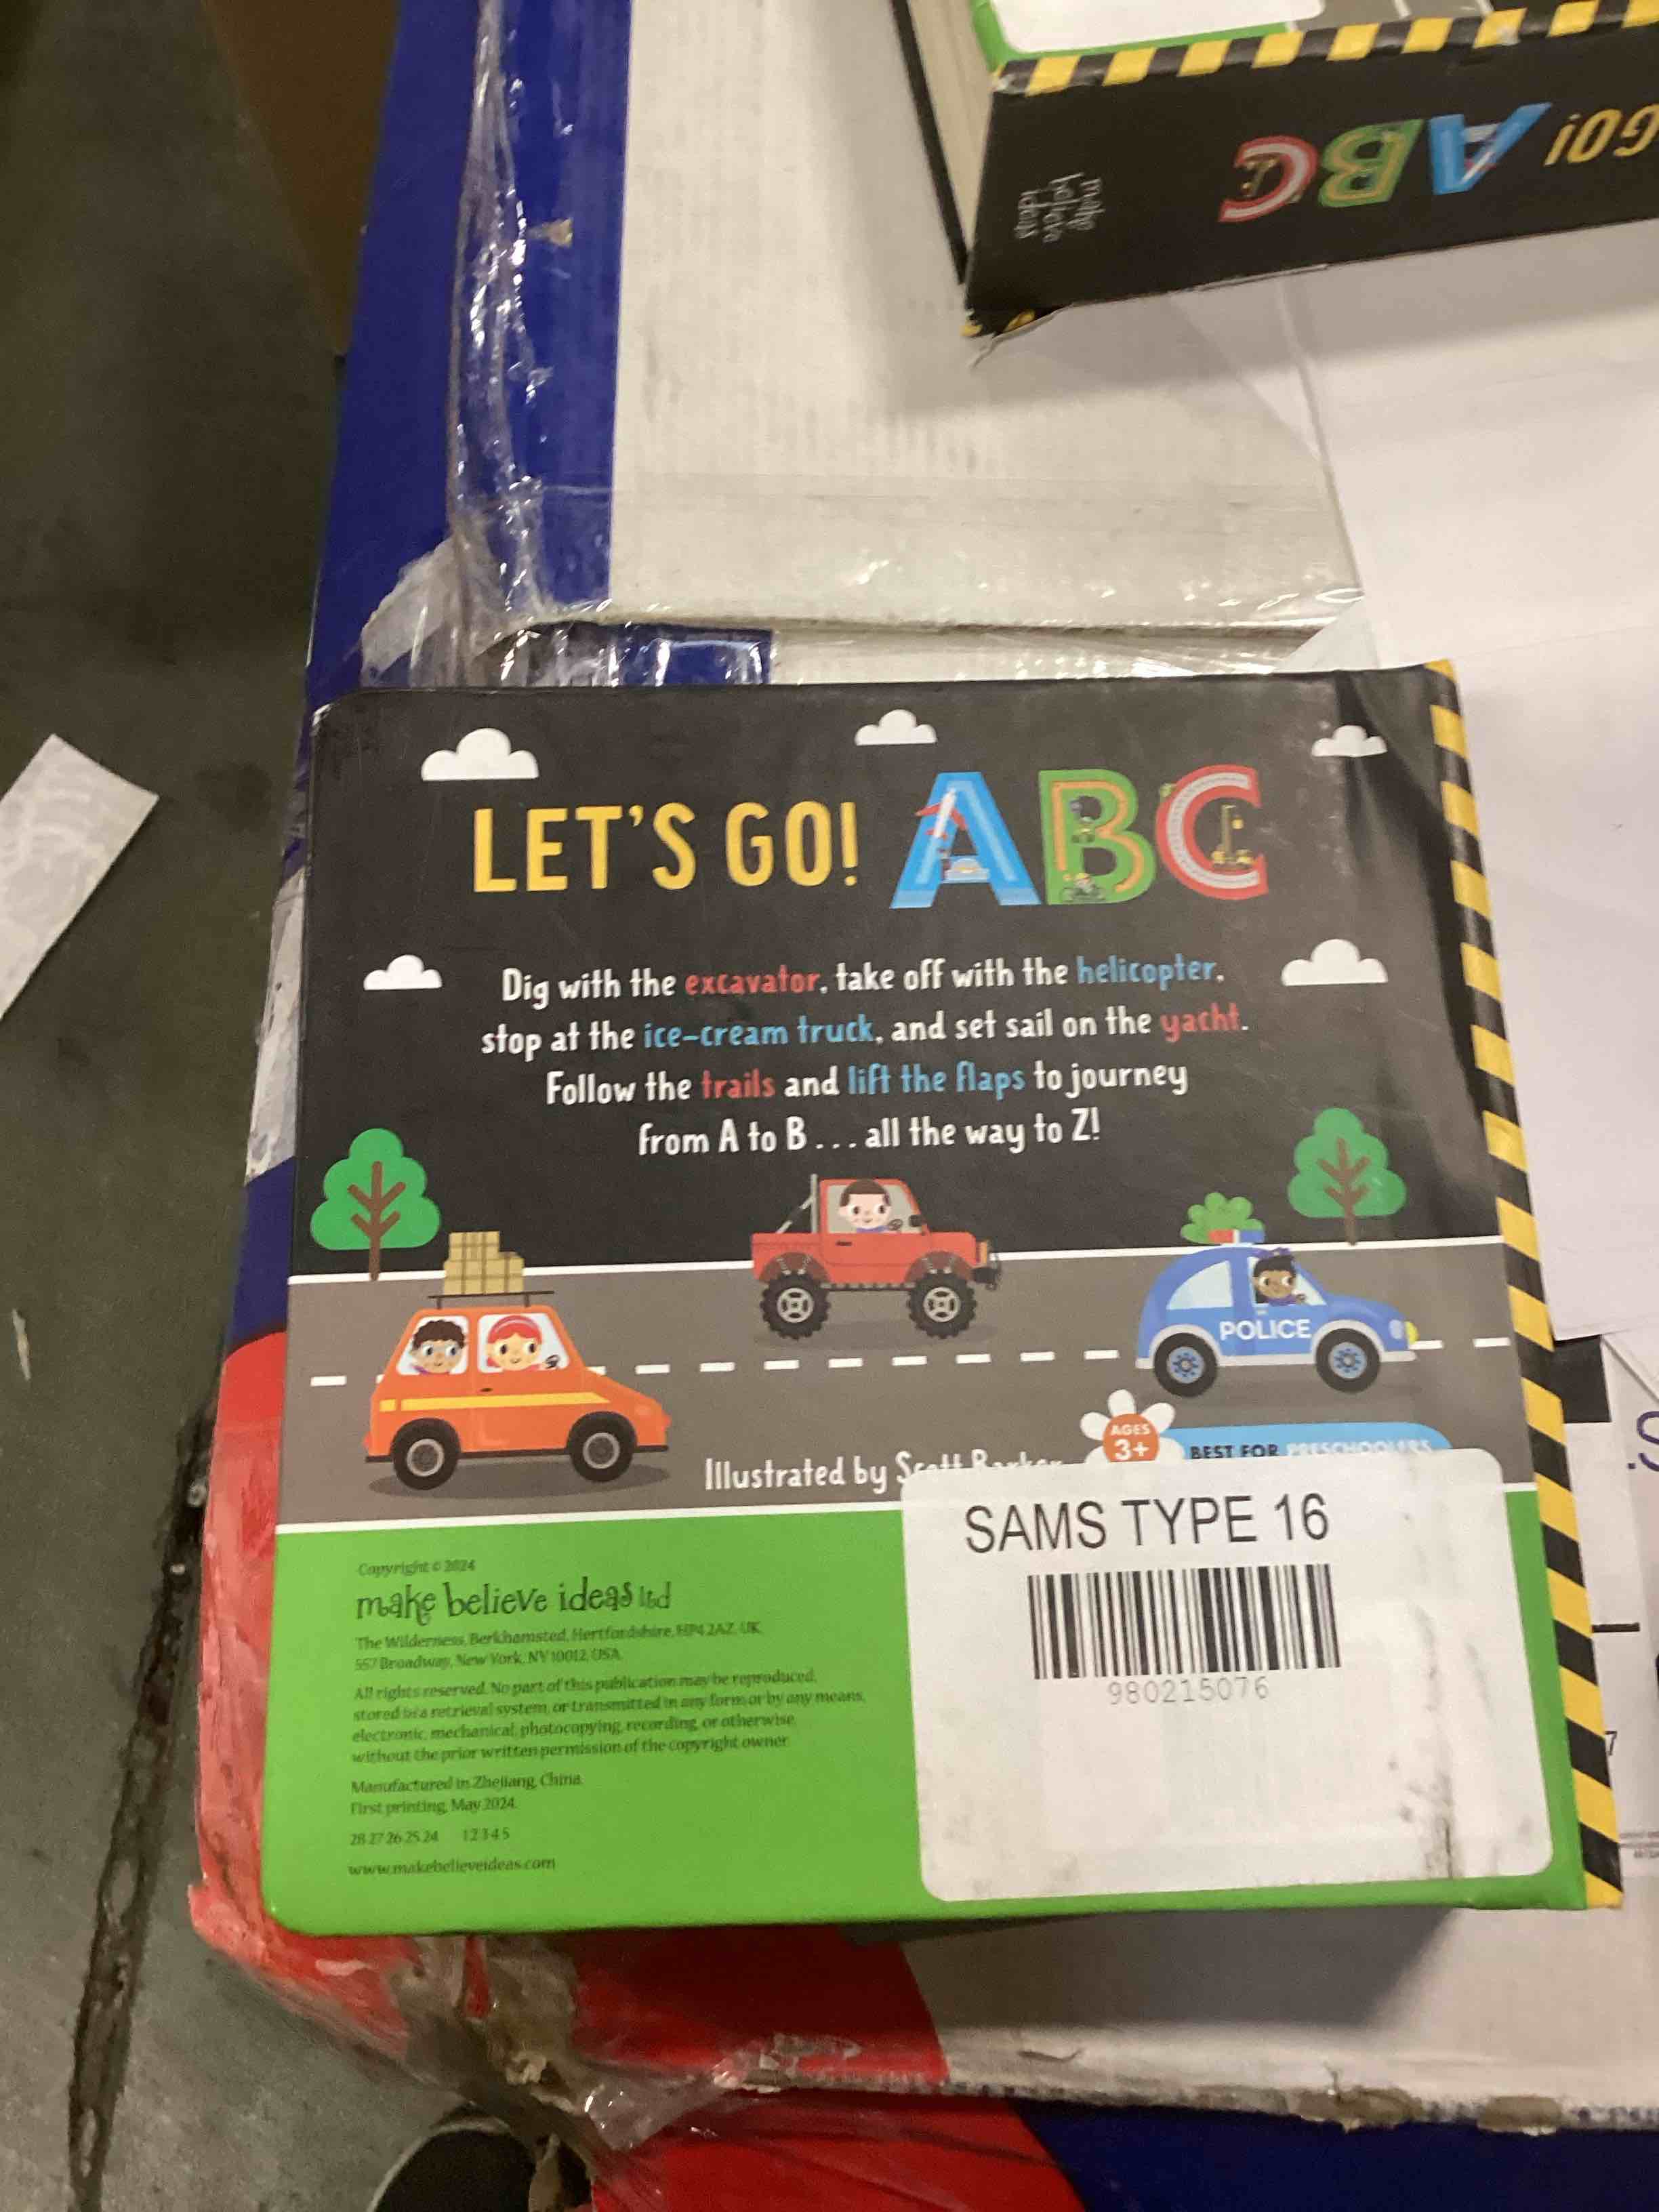 GO! ABC
make
believe
ideas
LET'S GO! ABC
Dig with the excavator, take off with the helicopter,
stop at the ice-cream truck, and set sail on the yacht.
Follow the trails and lift the flaps to journey
from A to B . . . all the way to Z!
POLICE
AGES
3+
BEST FOR PRESCHOOLERS
Illustrated by Scott Barker
SAMS TYPE 16
980215076
Copyright © 2024
make believe ideas ltd
The Wilderness, Berkhamsted, Hertfordshire, HP4 2AZ, UK.
557 Broadway, New York, NY 10012, USA.
All rights reserved. No part of this publication may be reproduced,
stored in a retrieval system, or transmitted in any form or by any means,
electronic, mechanical, photocopying, recording, or otherwise,
without the prior written permission of the copyright owner.
Manufactured in Zhejiang, China.
First printing, May 2024.
28 27 26 25 24 1 2 3 4 5
www.makebelieveideas.com